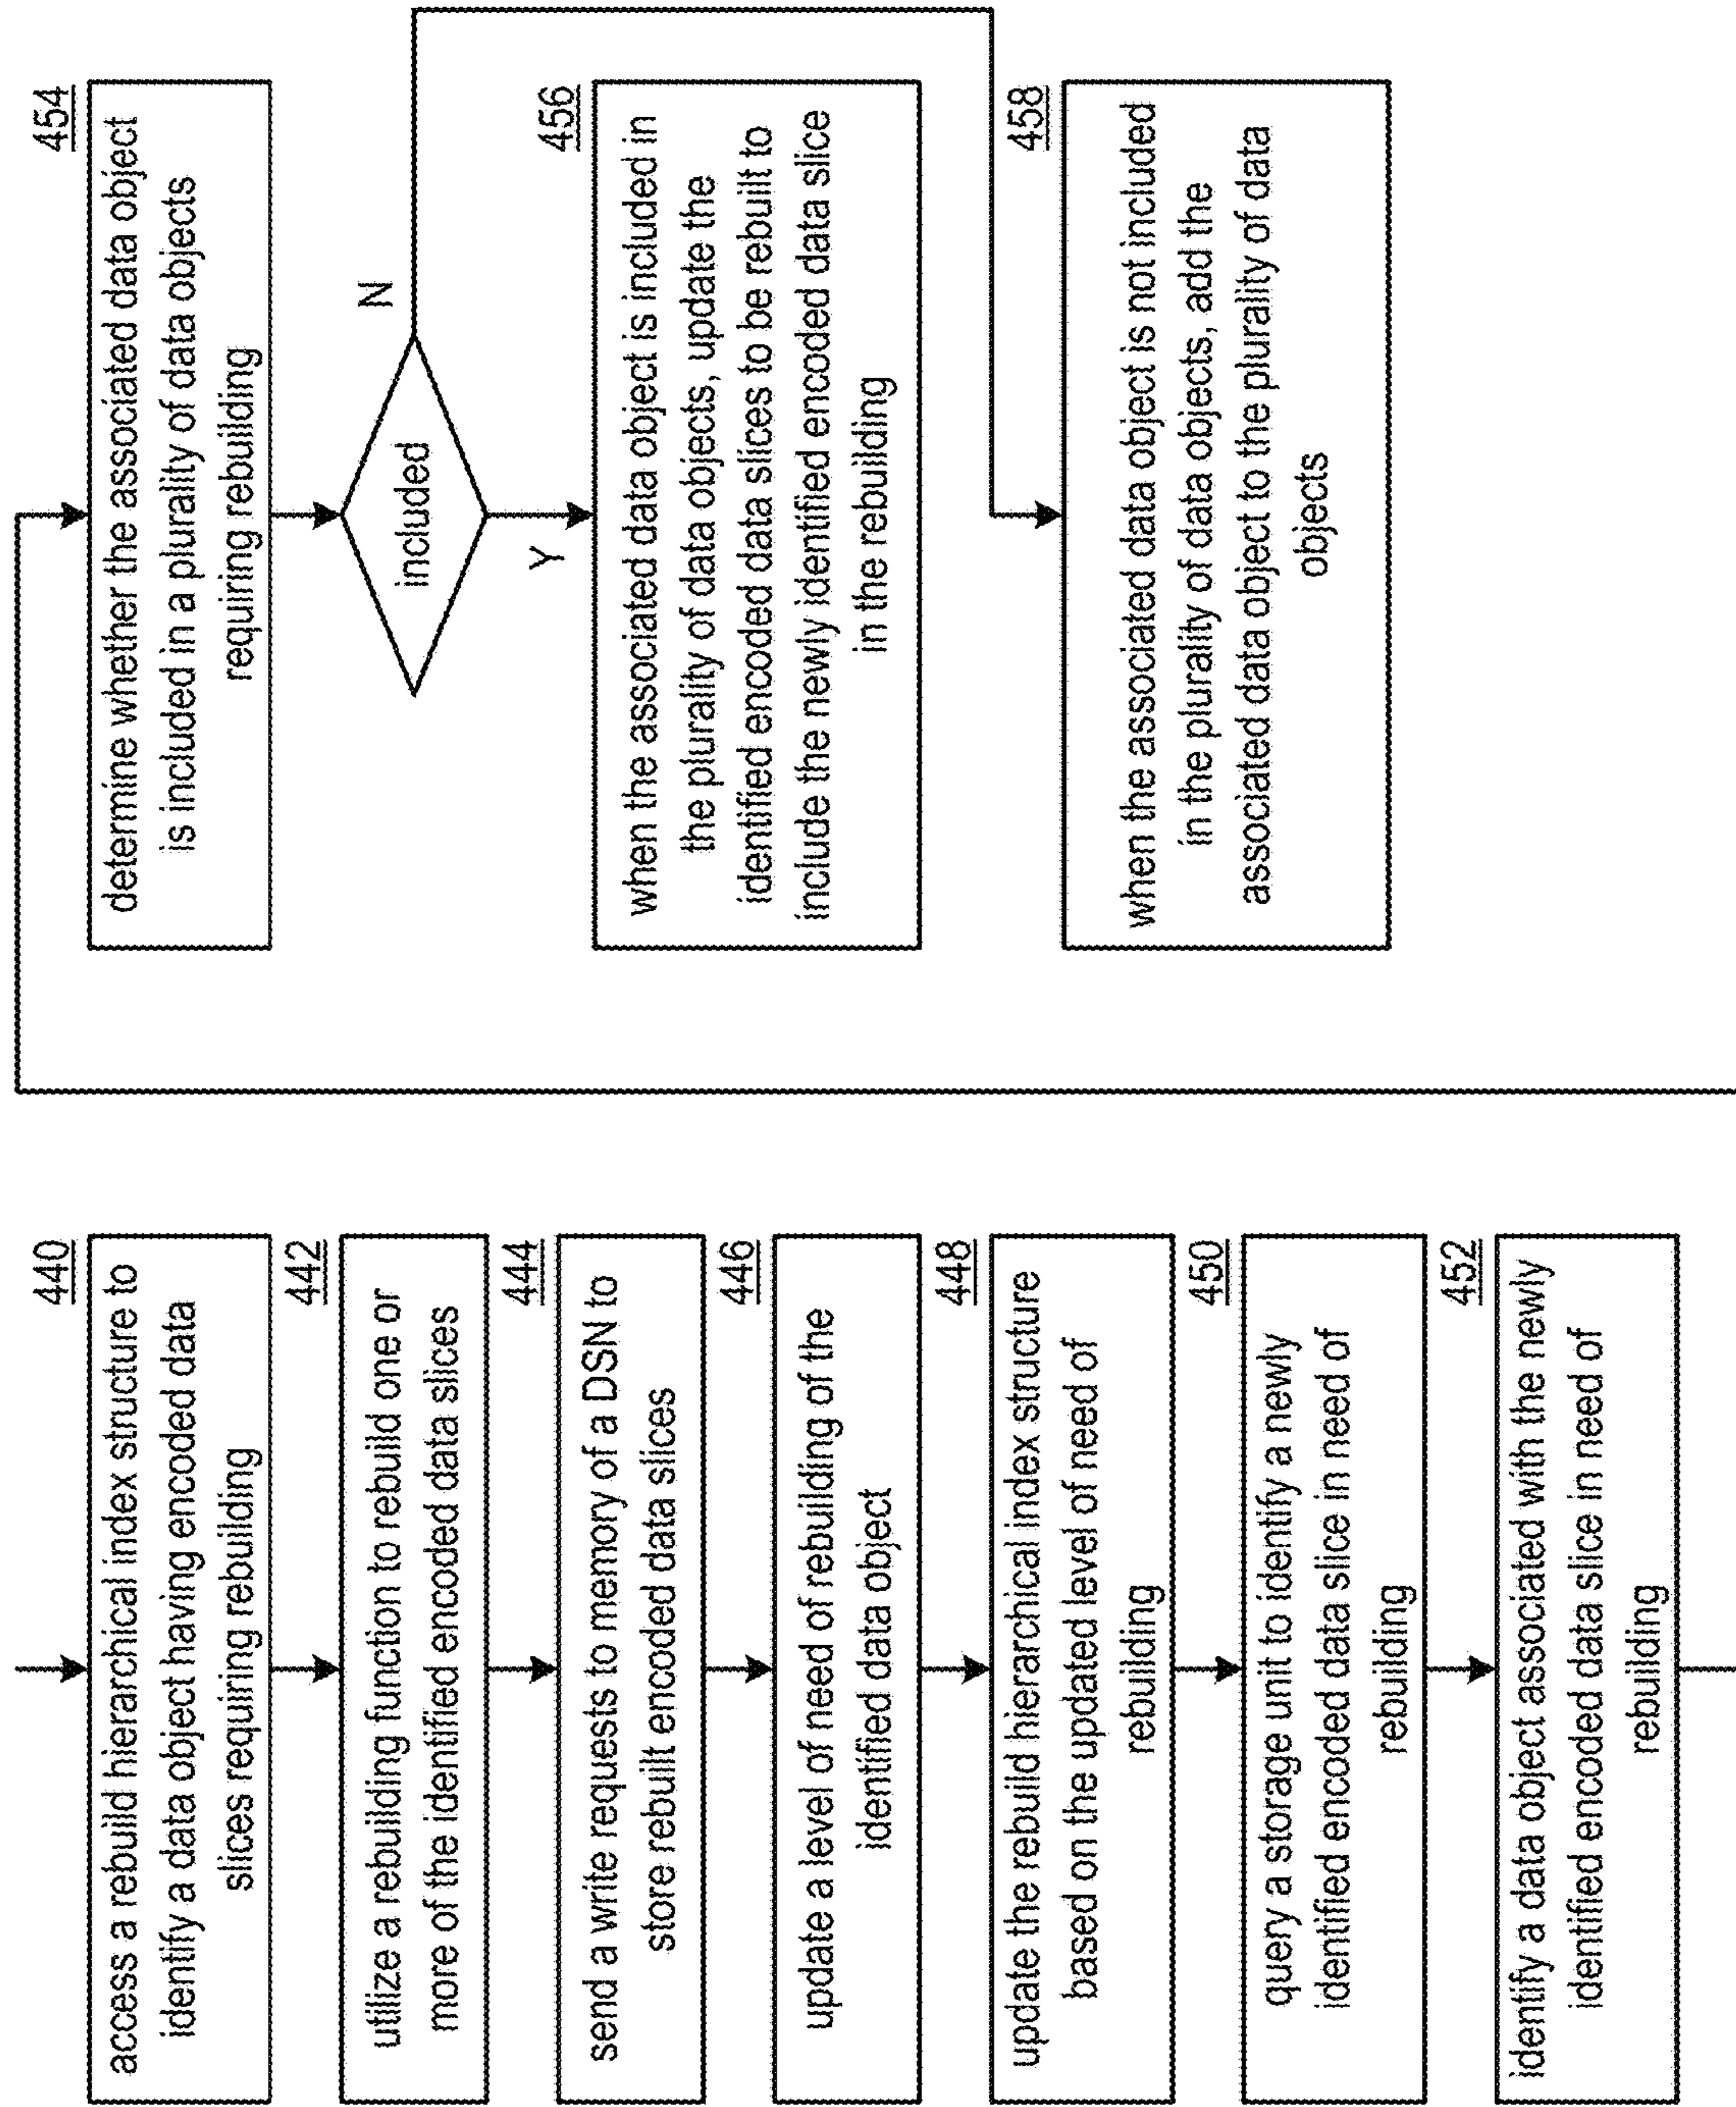 440
access a rebuild hierarchical index structure to
identify a data object having encoded data
slices requiring rebuilding
442
utilize a rebuilding function to rebuild one or
more of the identified encoded data slices
444
send a write requests to memory of a DSN to
store rebuilt encoded data slices
446
update a level of need of rebuilding of the
identified data object
448
update the rebuild hierarchical index structure
based on the updated level of need of
rebuilding
450
query a storage unit to identify a newly
identified encoded data slice in need of
rebuilding
452
identify a data object associated with the newly
identified encoded data slice in need of
rebuilding
454
determine whether the associated data object
is included in a plurality of data objects
requiring rebuilding
included
N
Y
456
when the associated data object is included in
the plurality of data objects, update the
identified encoded data slices to be rebuilt to
include the newly identified encoded data slice
in the rebuilding
458
when the associated data object is not included
in the plurality of data objects, add the
associated data object to the plurality of data
objects